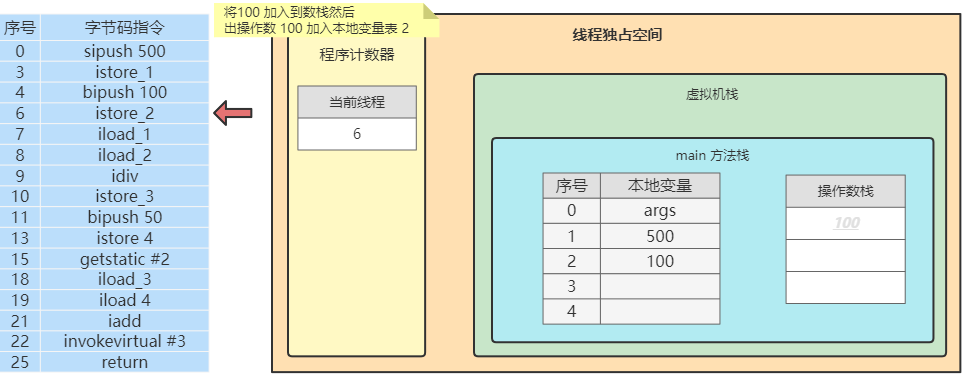 序号 字节码指令
0 sipush 500
3 istore_1
4 bipush 100
6 istore_2
7 iload_1
8 iload_2
9 idiv
10 istore_3
11 bipush 50
13 istore 4
15 getstatic #2
18 iload_3
19 iload 4
21 iadd
22 invokevirtual #3
25 return
将100 加入到数栈然后
出操作数 100 加入本地变量表 2
线程独占空间
程序计数器
当前线程
6
虚拟机栈
main 方法栈
序号 本地变量
0 args
1 500
2 100
3
4
操作数栈
100